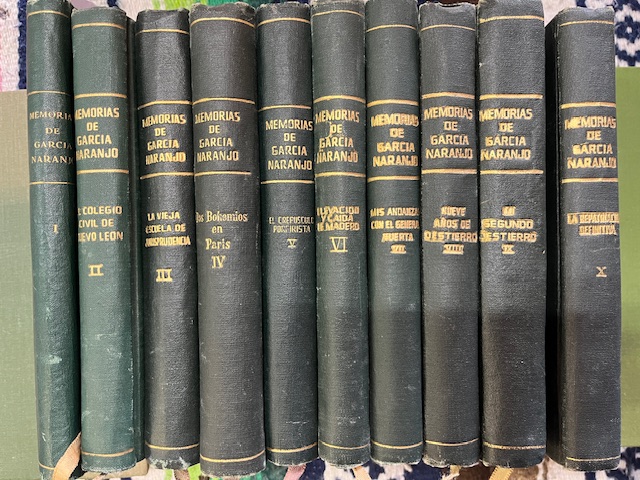 MEMORIAS
DE
GARCIA
NARANJO
I
MEMORIAS
DE
GARCIA
NARANJO
EL COLEGIO
CIVIL DE
NUEVO LEON
II
MEMORIAS
DE
GARCIA
NARANJO
LA VIEJA
ESCUELA DE
JURISPRUDENCIA
III
MEMORIAS
DE
GARCIA
NARANJO
Los Bohemios
en
Paris
IV
MEMORIAS
DE
GARCIA
NARANJO
EL CREPUSCULO
PORFIRISTA
V
MEMORIAS
DE
GARCIA
NARANJO
ELEVACION
Y CAIDA
DE MADERO
VI
MEMORIAS
DE
GARCIA
NARANJO
MIS ANDANZAS
CON EL GENERAL
HUERTA
VII
MEMORIAS
DE
GARCIA
NARANJO
NUEVE
AÑOS DE
DESTIERRO
VIII
MEMORIAS
DE
GARCIA
NARANJO
MI
SEGUNDO
DESTIERRO
IX
MEMORIAS
DE
GARCIA
NARANJO
LA REPATRIACION
DEFINITIVA
X